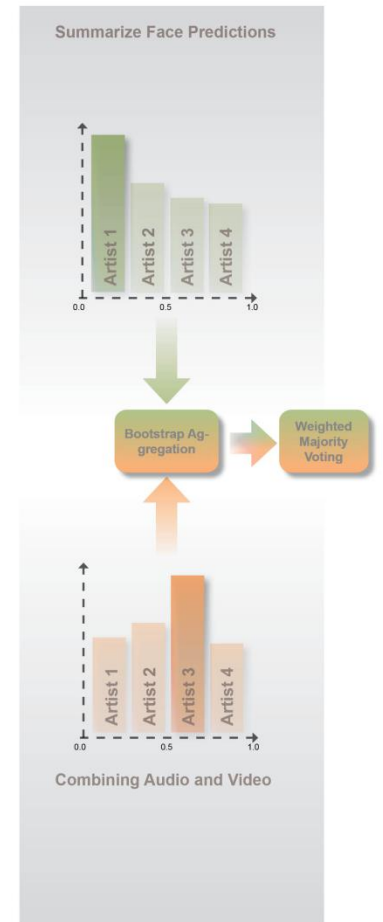 Summarize Face Predictions
Artist 1
Artist 2
Artist 3
Artist 4
0.0 0.5 1.0
Bootstrap Ag-
gregation
Weighted
Majority
Voting
Artist 1
Artist 2
Artist 3
Artist 4
0.0 0.5 1.0
Combining Audio and Video